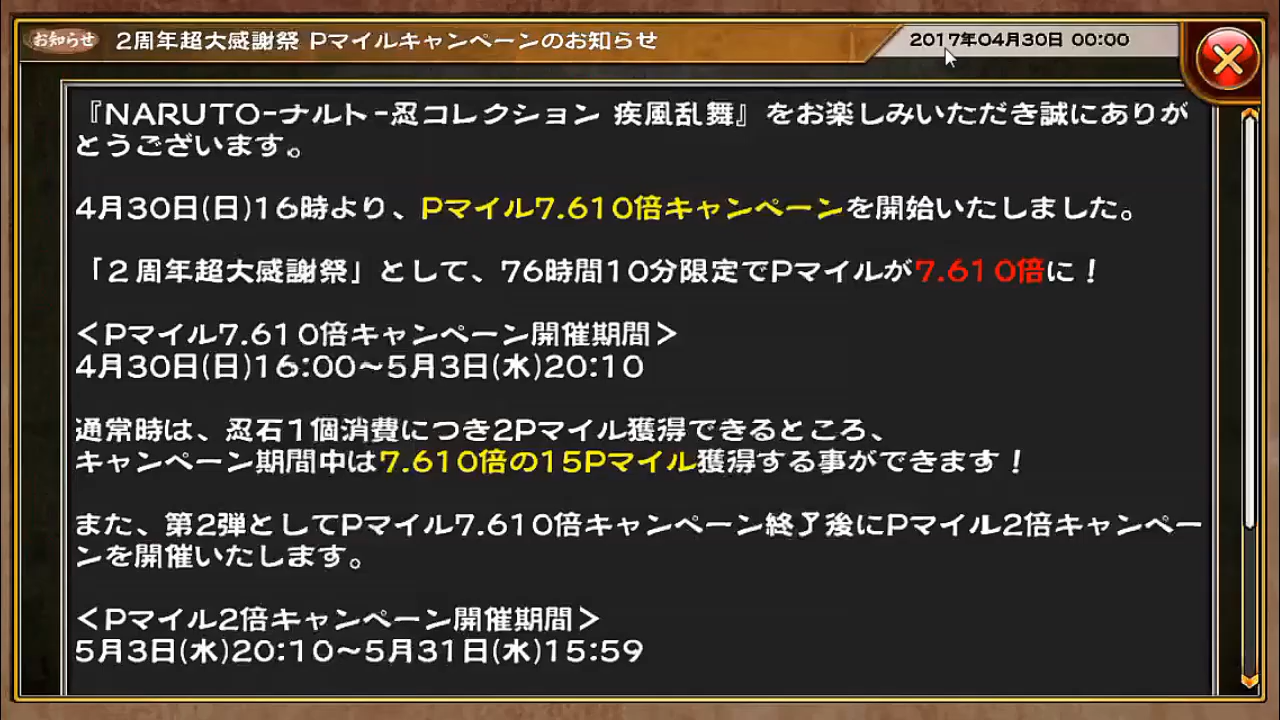 お知らせ
2周年超大感謝祭 Pマイルキャンペーンのお知らせ
2017年04月30日 00:00
『NARUTO-ナルト-忍コレクション 疾風乱舞』をお楽しみいただき誠にありが
とうございます。
4月30日(日)16時より、Pマイル7.610倍キャンペーンを開始いたしました。
「２周年超大感謝祭」として、76時間10分限定でPマイルが7.610倍に！
＜Pマイル7.610倍キャンペーン開催期間＞
4月30日(日)16:00～5月3日(水)20:10
通常時は、忍石1個消費につき2Pマイル獲得できるところ、
キャンペーン期間中は7.610倍の15Pマイル獲得する事ができます！
また、第2弾としてPマイル7.610倍キャンペーン終了後にPマイル2倍キャンペー
ンを開催いたします。
＜Pマイル2倍キャンペーン開催期間＞
5月3日(水)20:10～5月31日(水)15:59